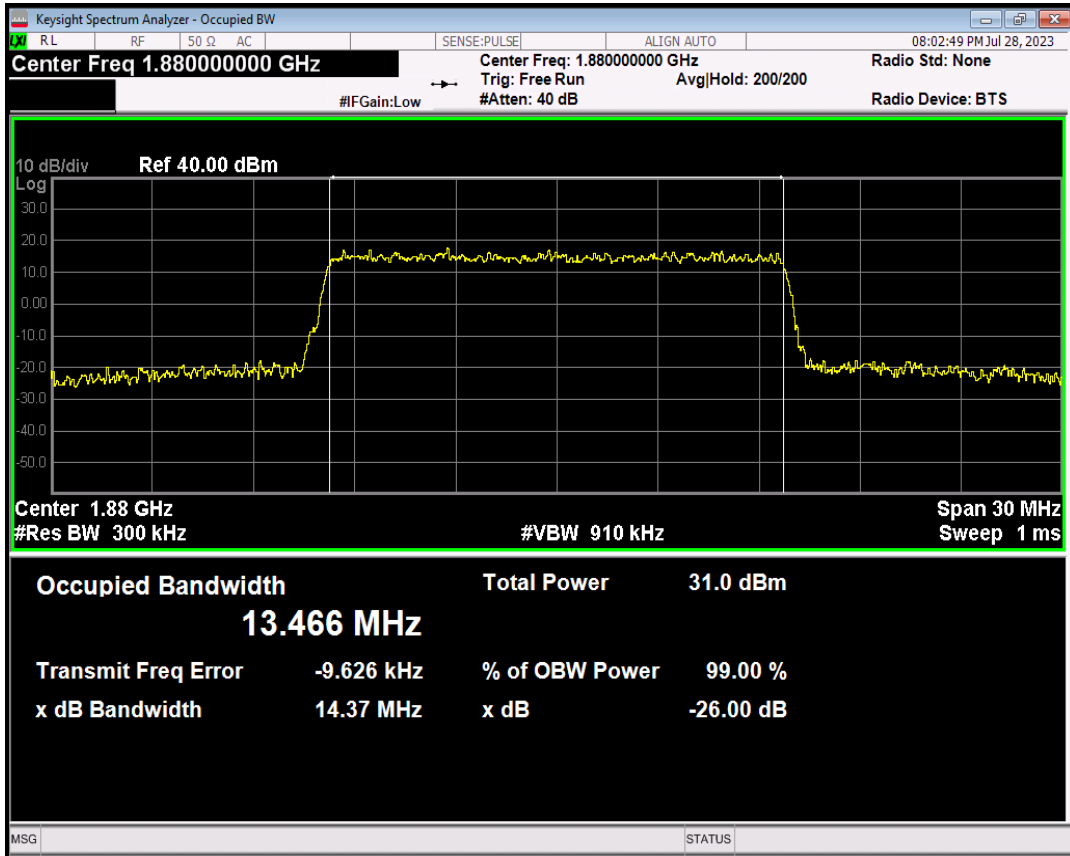 Keysight Spectrum Analyzer - Occupied BW
LXI RL RF 50 Ω AC SENSE:PULSE ALIGN AUTO 08:02:49 PM Jul 28, 2023
Center Freq 1.880000000 GHz Center Freq: 1.880000000 GHz Radio Std: None
Trig: Free Run Avg|Hold: 200/200
#IFGain:Low #Atten: 40 dB Radio Device: BTS
10 dB/div Ref 40.00 dBm
Log
30.0
20.0
10.0
0.00
-10.0
-20.0
-30.0
-40.0
-50.0
Center 1.88 GHz Span 30 MHz
#Res BW 300 kHz #VBW 910 kHz Sweep 1 ms
Occupied Bandwidth Total Power 31.0 dBm
13.466 MHz
Transmit Freq Error -9.626 kHz % of OBW Power 99.00 %
x dB Bandwidth 14.37 MHz x dB -26.00 dB
MSG STATUS